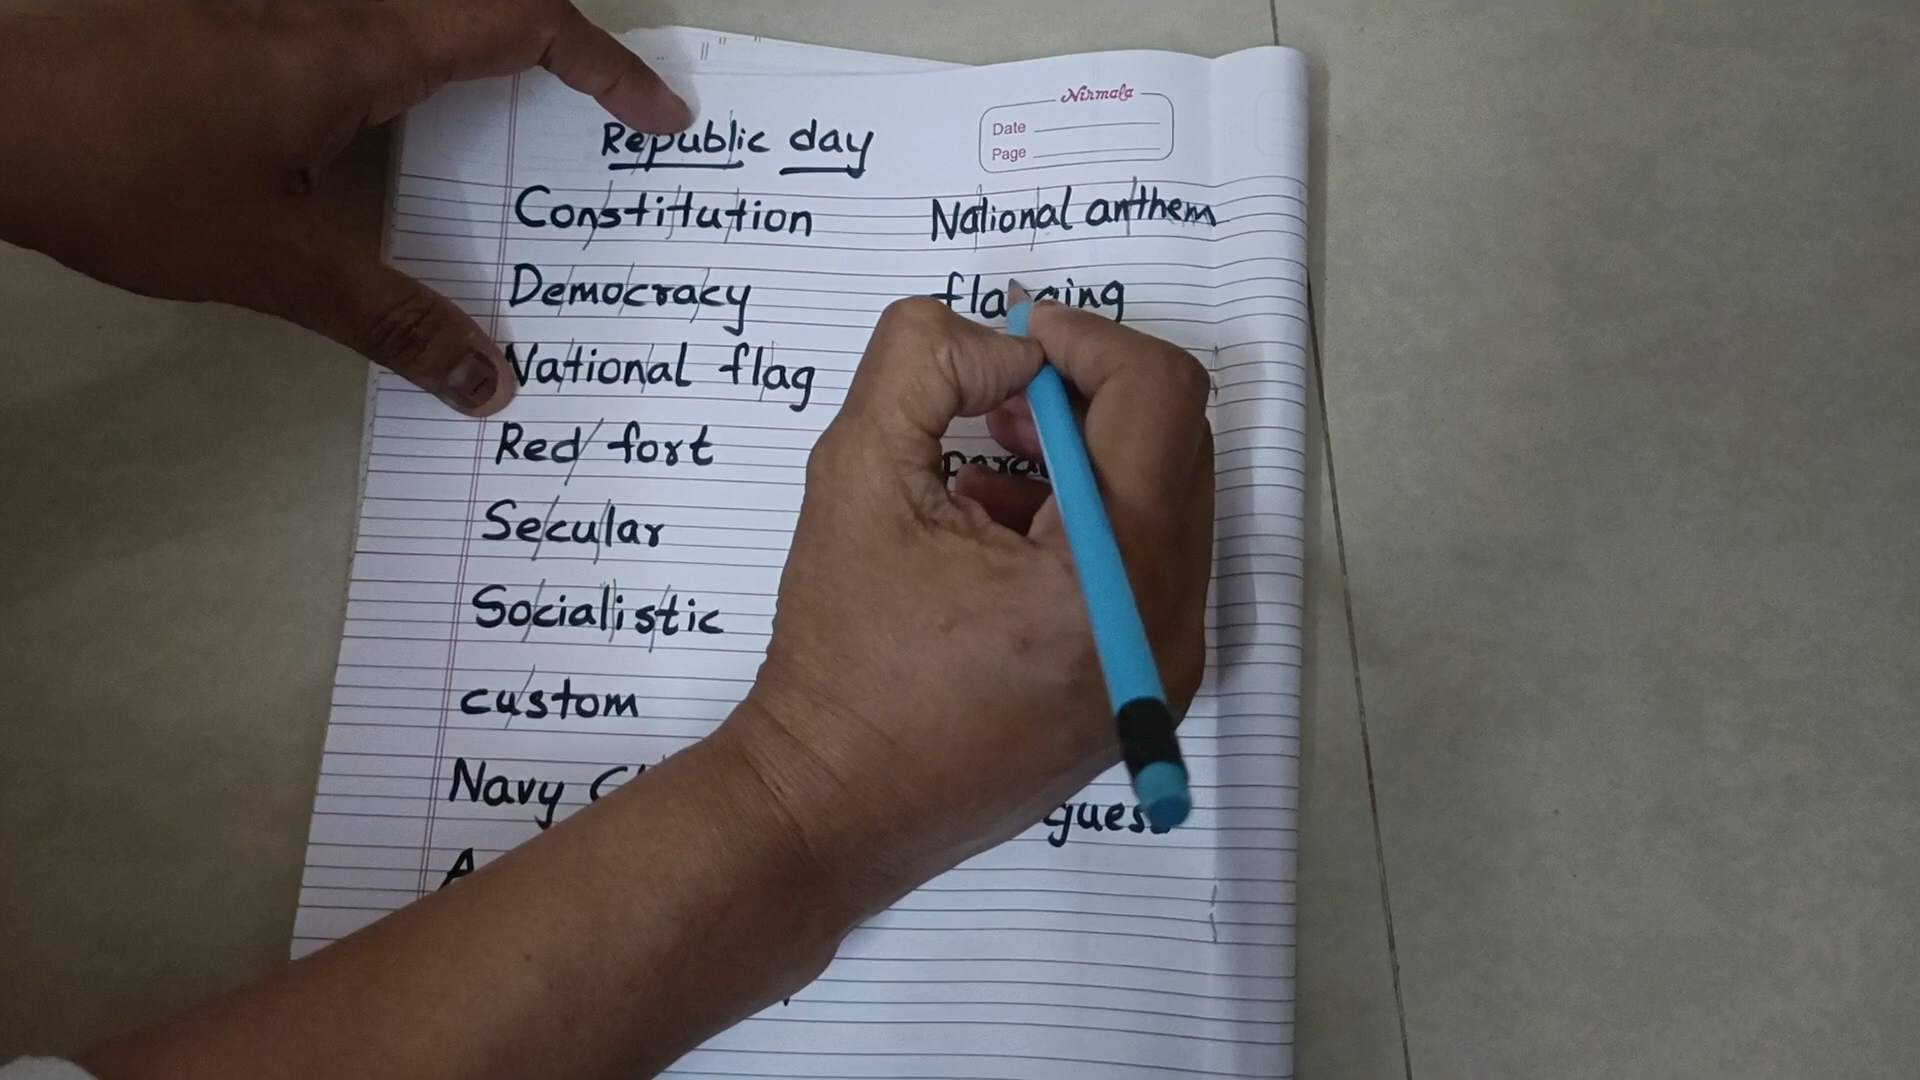 Nirmala
Date
Page
Republic day
Constitution
Democracy
National flag
Red fort
Secular
Socialistic
custom
Navy
National anthem